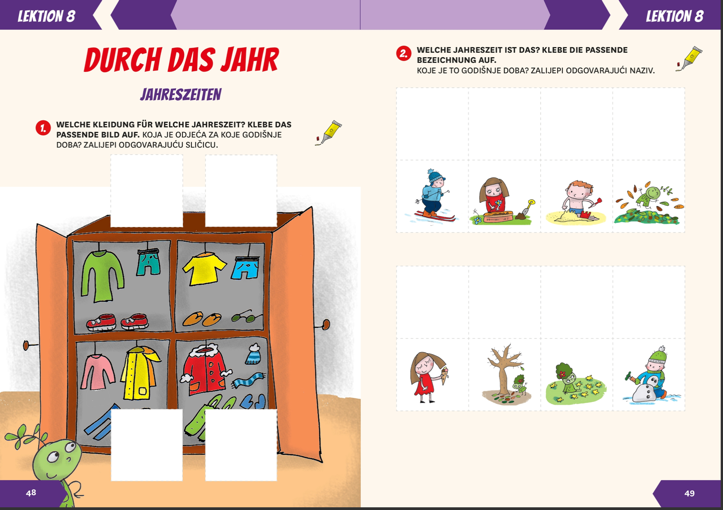 LEKTION 8
DURCH DAS JAHR
JAHRESZEITEN
1.
WELCHE KLEIDUNG FÜR WELCHE JAHRESZEIT? KLEBE DAS
PASSENDE BILD AUF. KOJA JE ODJEĆA ZA KOJE GODIŠNJE
DOBA? ZALIJEPI ODGOVARAJUĆU SLIČICU.
48
LEKTION 8
2.
WELCHE JAHRESZEIT IST DAS? KLEBE DIE PASSENDE
BEZEICHNUNG AUF.
KOJE JE TO GODIŠNJE DOBA? ZALIJEPI ODGOVARAJUĆI NAZIV.
49